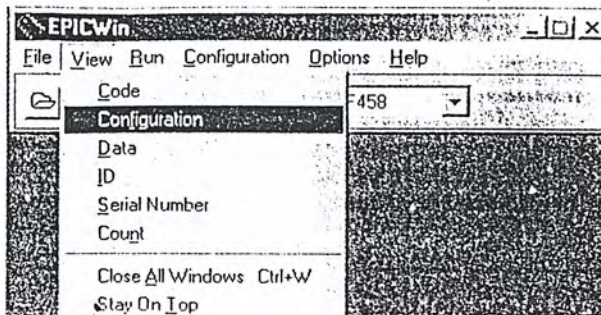 EPICWin
File View Run Configuration Options Help
Code
F458
Configuration
Data
ID
Serial Number
Count
Close All Windows Ctrl+W
Stay On Top